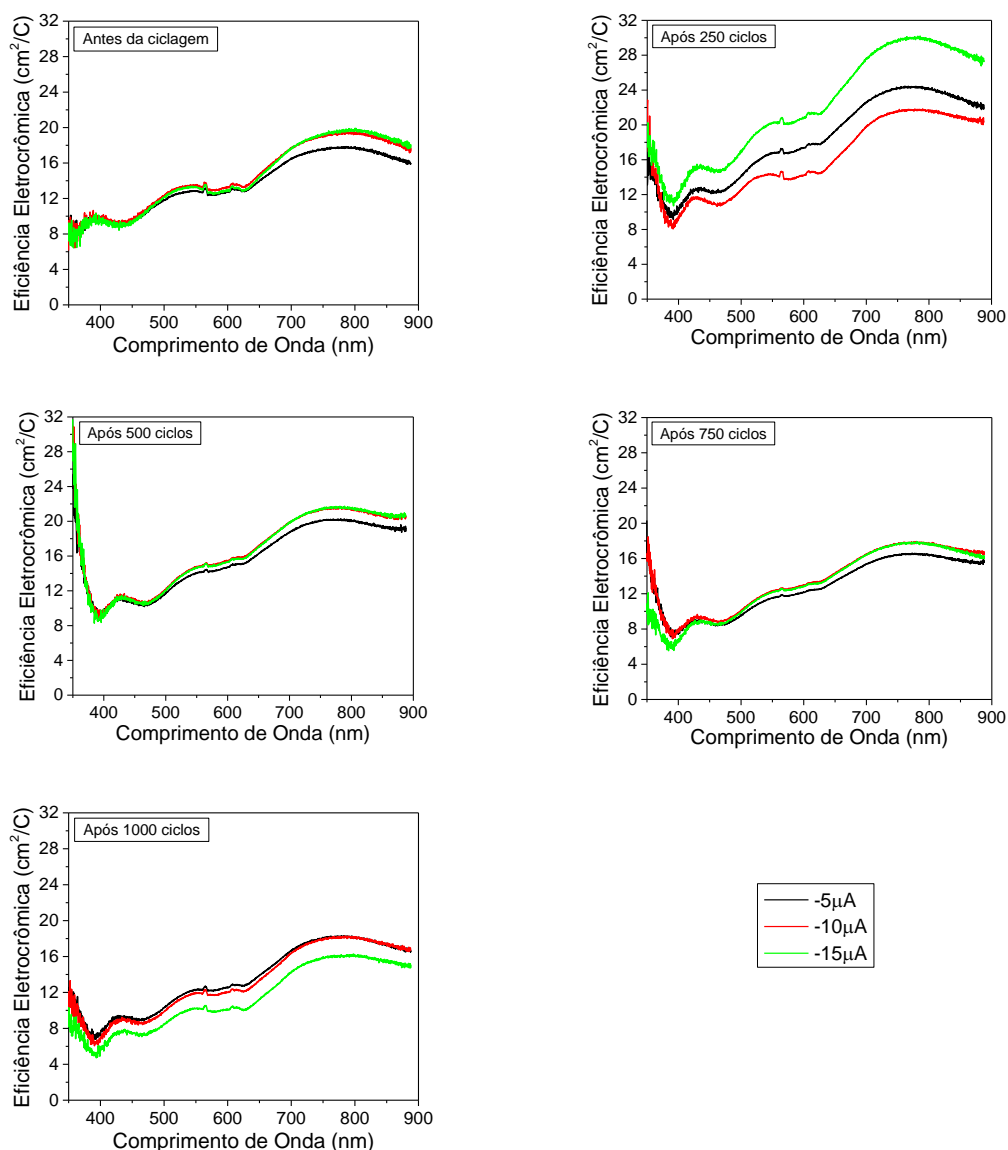 Antes da ciclagem
Eficiência Eletrocrômica (cm²/C)
32
28
24
20
16
12
8
4
0
400 500 600 700 800 900
Comprimento de Onda (nm)
Após 250 ciclos
Eficiência Eletrocrômica (cm²/C)
32
28
24
20
16
12
8
4
0
400 500 600 700 800 900
Comprimento de Onda (nm)
Após 500 ciclos
Eficiência Eletrocrômica (cm²/C)
32
28
24
20
16
12
8
4
0
400 500 600 700 800 900
Comprimento de Onda (nm)
Após 750 ciclos
Eficiência Eletrocrômica (cm²/C)
32
28
24
20
16
12
8
4
0
400 500 600 700 800 900
Comprimento de Onda (nm)
Após 1000 ciclos
Eficiência Eletrocrômica (cm²/C)
32
28
24
20
16
12
8
4
0
400 500 600 700 800 900
Comprimento de Onda (nm)
-5μA
-10μA
-15μA